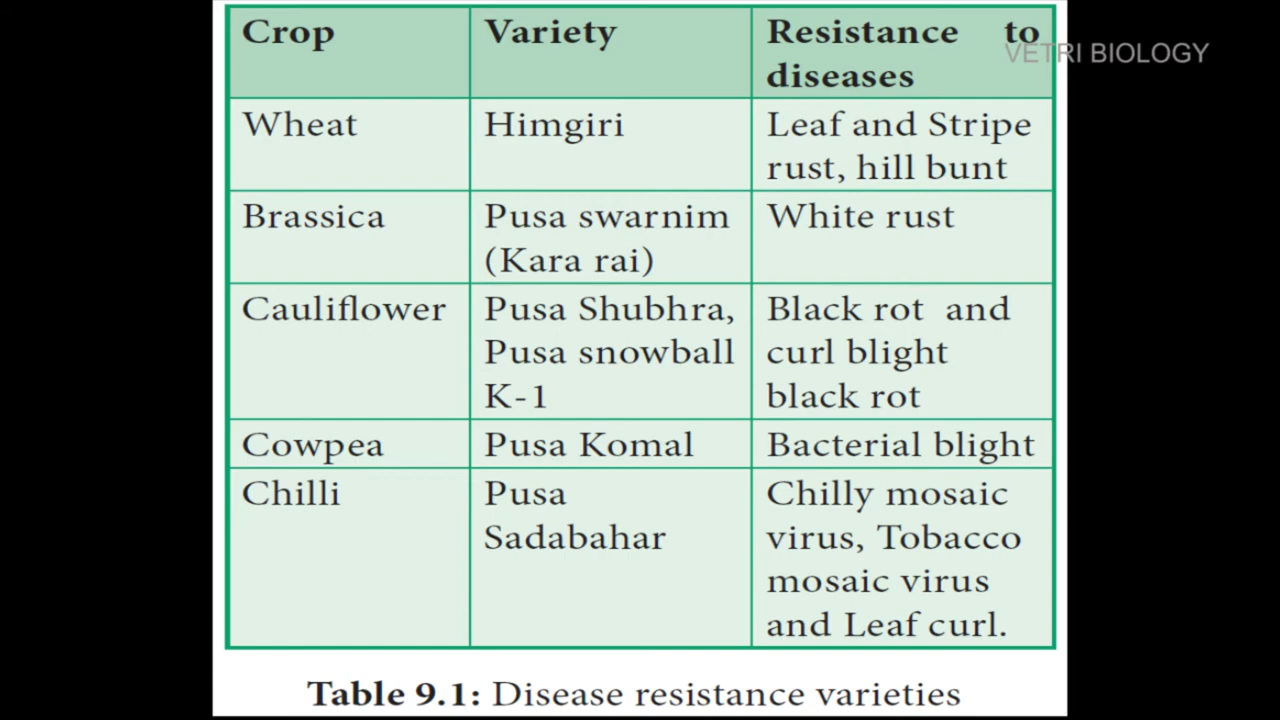 Crop Variety Resistance to
diseases
VETRI BIOLOGY
Wheat Himgiri Leaf and Stripe
rust, hill bunt
Brassica Pusa swarnim White rust
(Kara rai)
Cauliflower Pusa Shubhra, Black rot and
Pusa snowball curl blight
K-1 black rot
Cowpea Pusa Komal Bacterial blight
Chilli Pusa Chilly mosaic
Sadabahar virus, Tobacco
mosaic virus
and Leaf curl.
Table 9.1: Disease resistance varieties